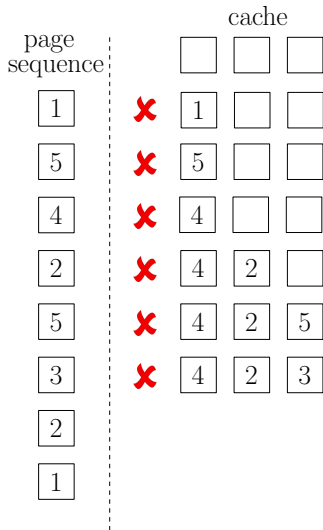 cache
page
sequence
1 ✘ 1
5 ✘ 5
4 ✘ 4
2 ✘ 4 2
5 ✘ 4 2 5
3 ✘ 4 2 3
2
1